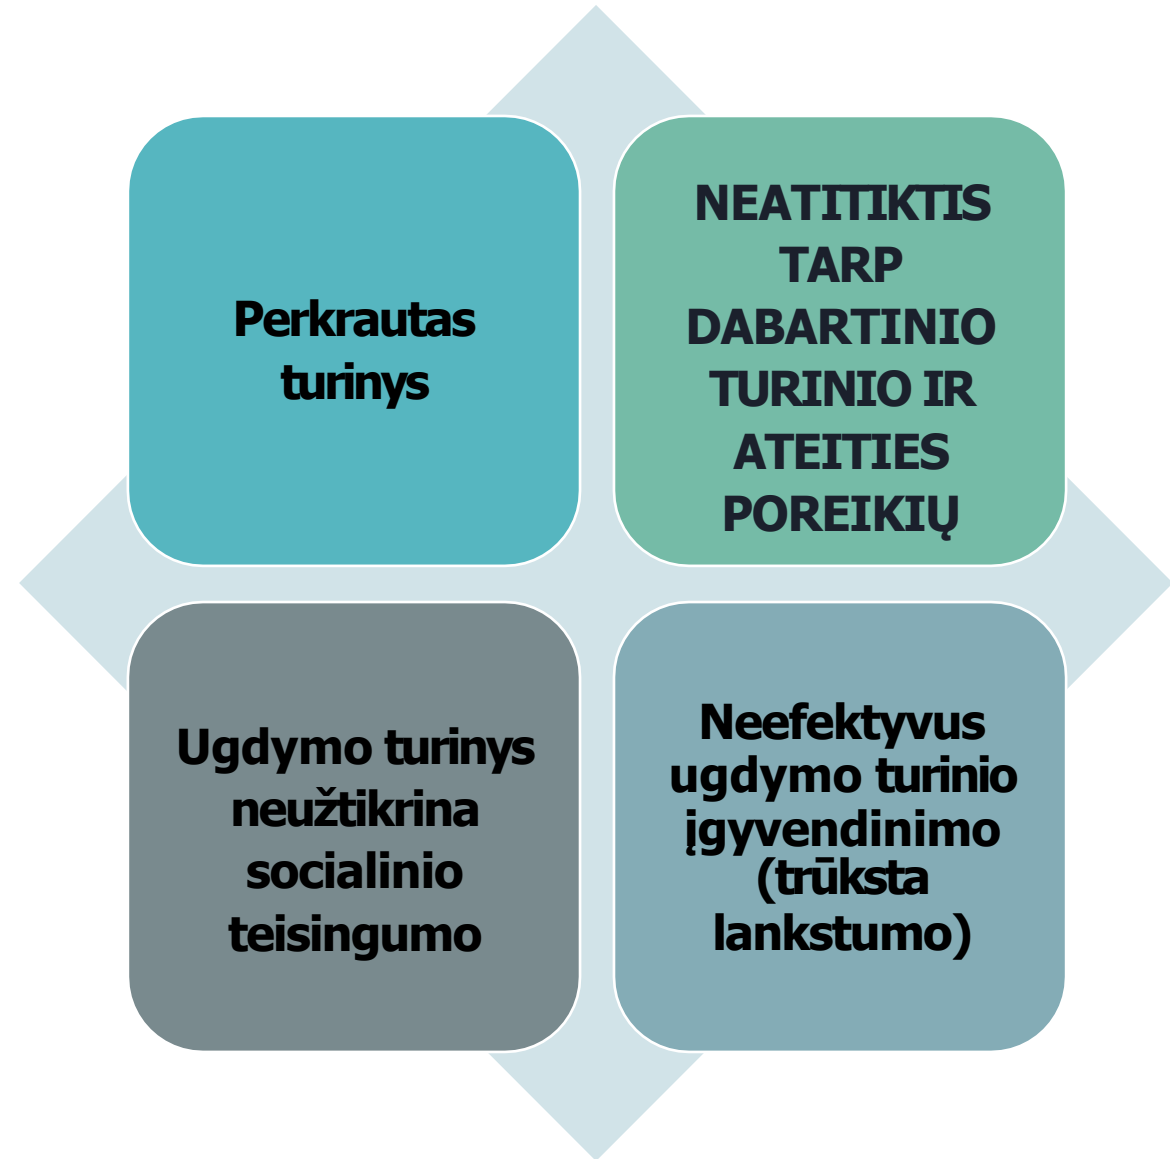 Perkrautas
turinys
NEATITIKTIS
TARP
DABARTINIO
TURINIO IR
ATEITIES
POREIKIŲ
Ugdymo turinys
neužtikrina
socialinio
teisingumo
Neefektyvus
ugdymo turinio
įgyvendinimo
(trūksta
lankstumo)